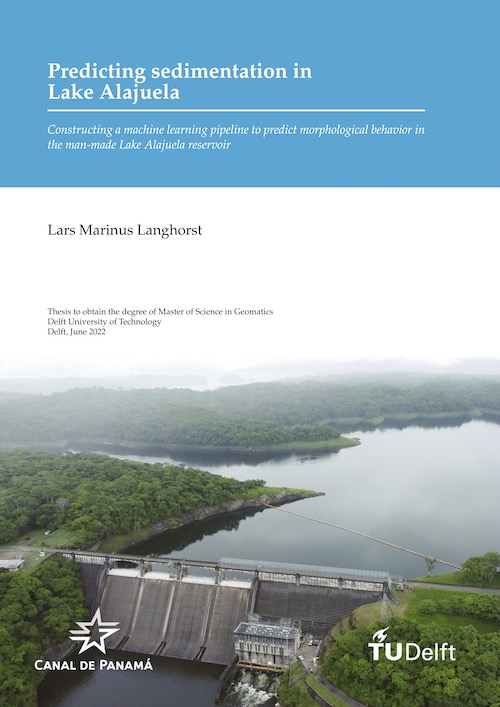 Predicting sedimentation in
Lake Alajuela
Constructing a machine learning pipeline to predict morphological behavior in
the man-made Lake Alajuela reservoir
Lars Marinus Langhorst
Thesis to obtain the degree of Master of Science in Geomatics
Delft University of Technology
Delft, June 2022
CANAL DE PANAMÁ
TUDelft